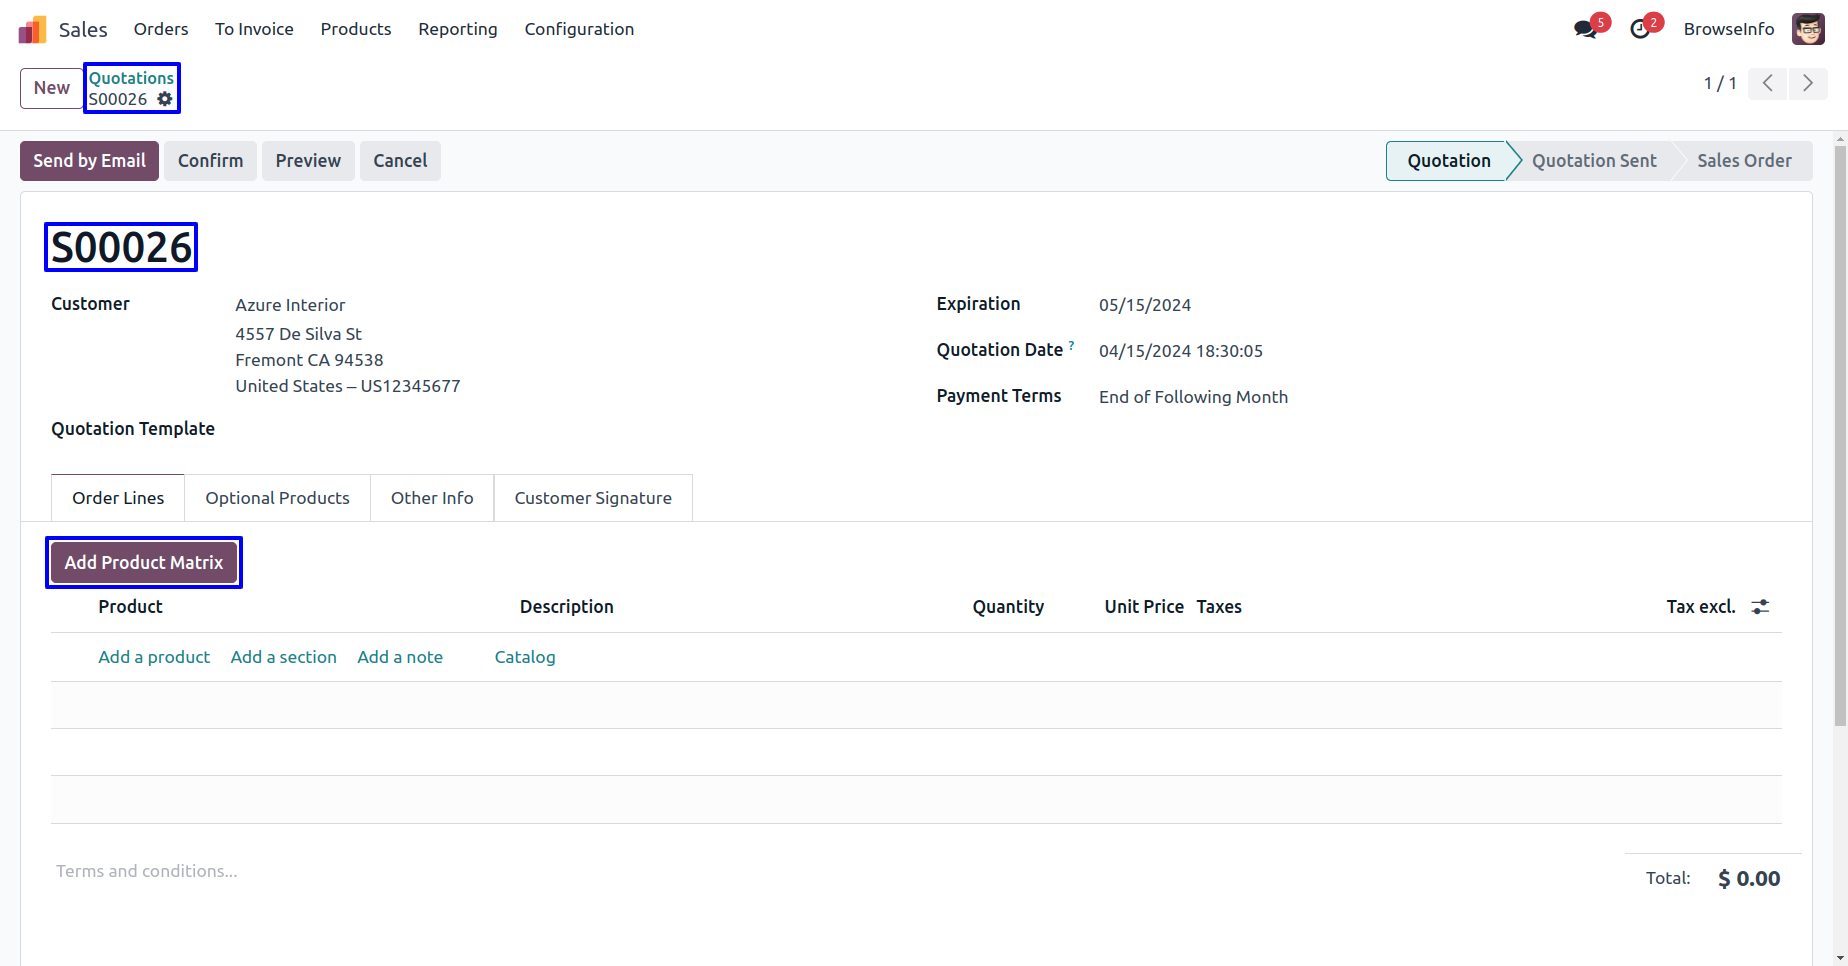 Sales Orders To Invoice Products Reporting Configuration 5 2 BrowseInfo
New Quotations
S00026
1 / 1
Send by Email Confirm Preview Cancel Quotation Quotation Sent Sales Order
S00026
Customer Azure Interior
4557 De Silva St
Fremont CA 94538
United States – US12345677
Quotation Template
Expiration 05/15/2024
Quotation Date ? 04/15/2024 18:30:05
Payment Terms End of Following Month
Order Lines Optional Products Other Info Customer Signature
Add Product Matrix
Product Description Quantity Unit Price Taxes Tax excl.
Add a product Add a section Add a note Catalog
Terms and conditions...
Total: $ 0.00